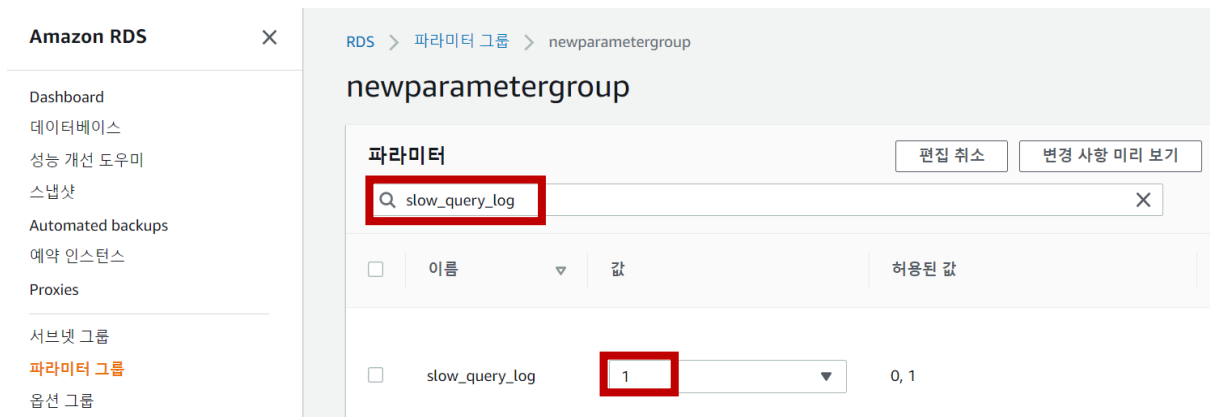 Amazon RDS
Dashboard
데이터베이스
성능 개선 도우미
스냅샷
Automated backups
예약 인스턴스
Proxies
서브넷 그룹
파라미터 그룹
옵션 그룹
RDS > 파라미터 그룹 > newparametergroup
newparametergroup
파라미터
편집 취소
변경 사항 미리 보기
slow_query_log
이름 값 허용된 값
slow_query_log 1 0, 1